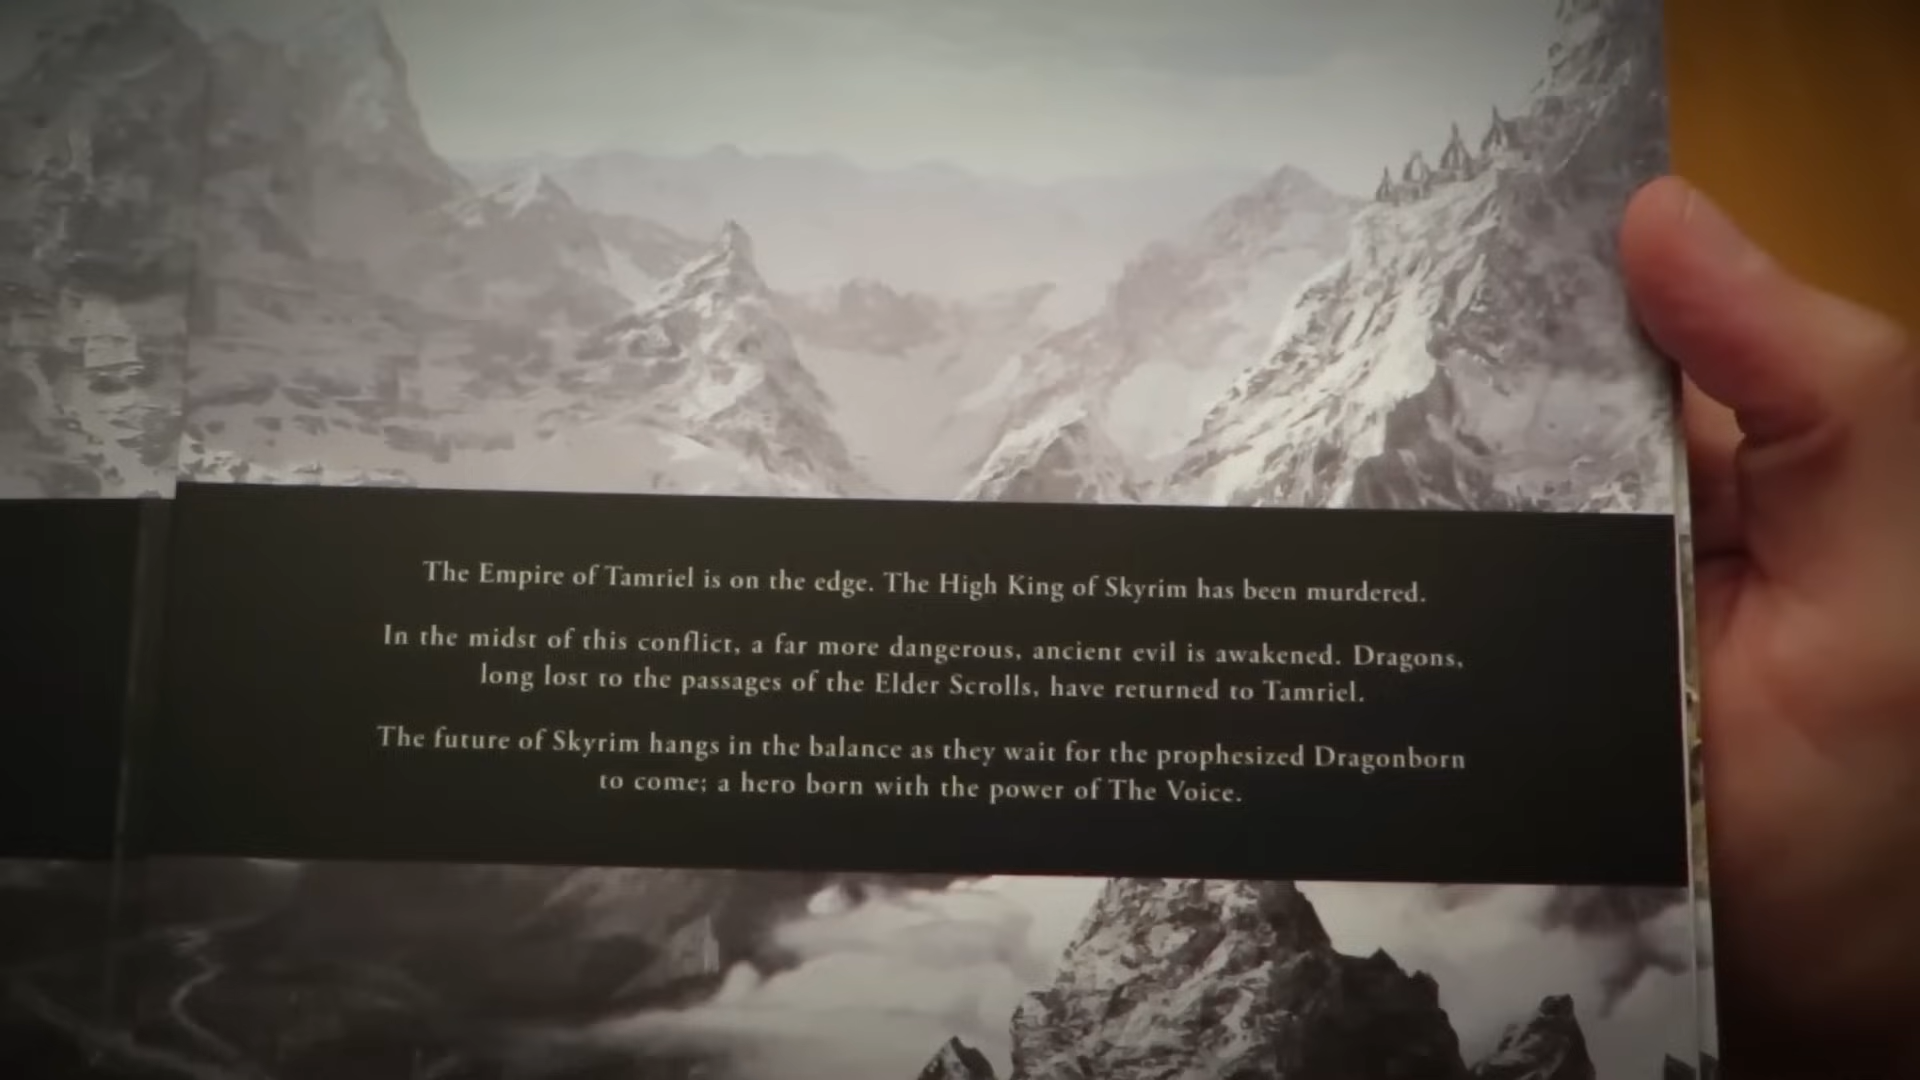 The Empire of Tamriel is on the edge. The High King of Skyrim has been murdered.
In the midst of this conflict, a far more dangerous, ancient evil is awakened. Dragons,
long lost to the passages of the Elder Scrolls, have returned to Tamriel.
The future of Skyrim hangs in the balance as they wait for the prophesized Dragonborn
to come; a hero born with the power of The Voice.